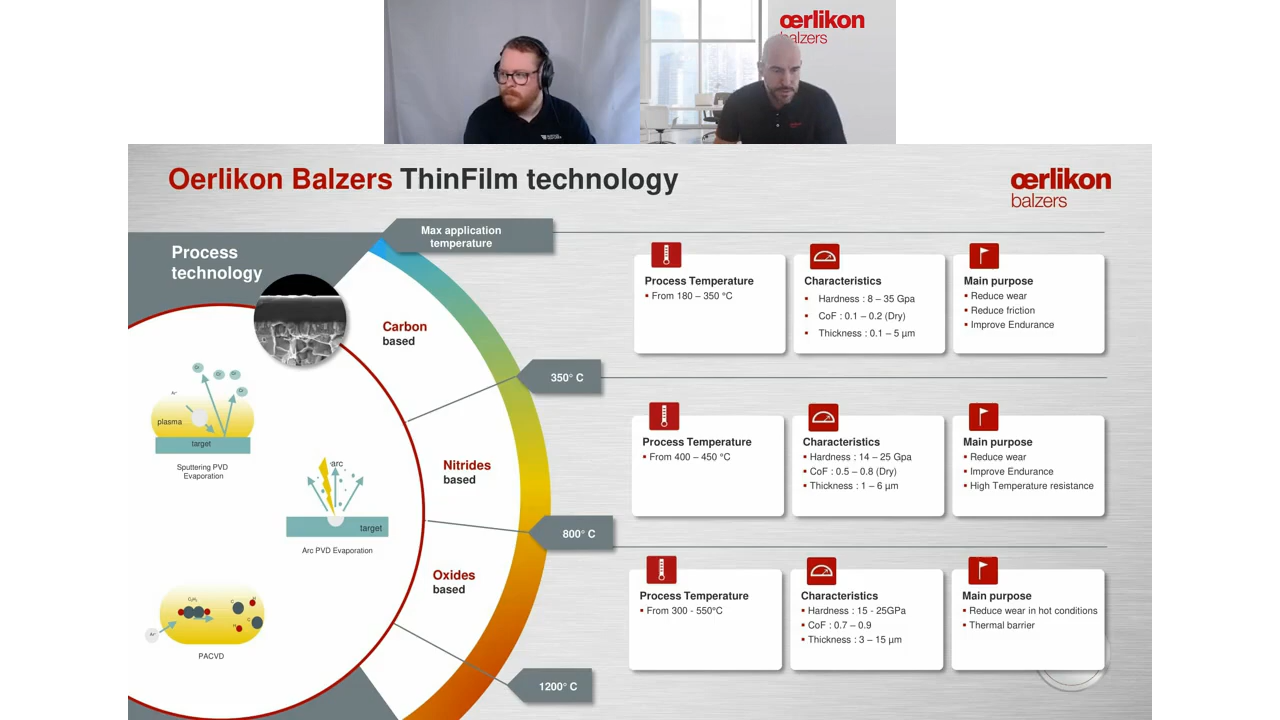 œrlikon
balzers
Oerlikon Balzers ThinFilm technology
œrlikon
balzers
Max application
temperature
Process
technology
Carbon
based
350° C
Nitrides
based
800° C
Oxides
based
1200° C
Ar⁺
plasma
target
Sputtering PVD
Evaporation
arc
target
Arc PVD Evaporation
C₂H₂
H
C
H
C
Ar⁺
PACVD
Process Temperature
▪ From 180 – 350 °C
Characteristics
▪ Hardness : 8 – 35 Gpa
▪ CoF : 0.1 – 0.2 (Dry)
▪ Thickness : 0.1 – 5 µm
Main purpose
▪ Reduce wear
▪ Reduce friction
▪ Improve Endurance
Process Temperature
▪ From 400 – 450 °C
Characteristics
▪ Hardness : 14 – 25 Gpa
▪ CoF : 0.5 – 0.8 (Dry)
▪ Thickness : 1 – 6 µm
Main purpose
▪ Reduce wear
▪ Improve Endurance
▪ High Temperature resistance
Process Temperature
▪ From 300 - 550°C
Characteristics
▪ Hardness : 15 - 25GPa
▪ CoF : 0.7 – 0.9
▪ Thickness : 3 – 15 µm
Main purpose
▪ Reduce wear in hot conditions
▪ Thermal barrier